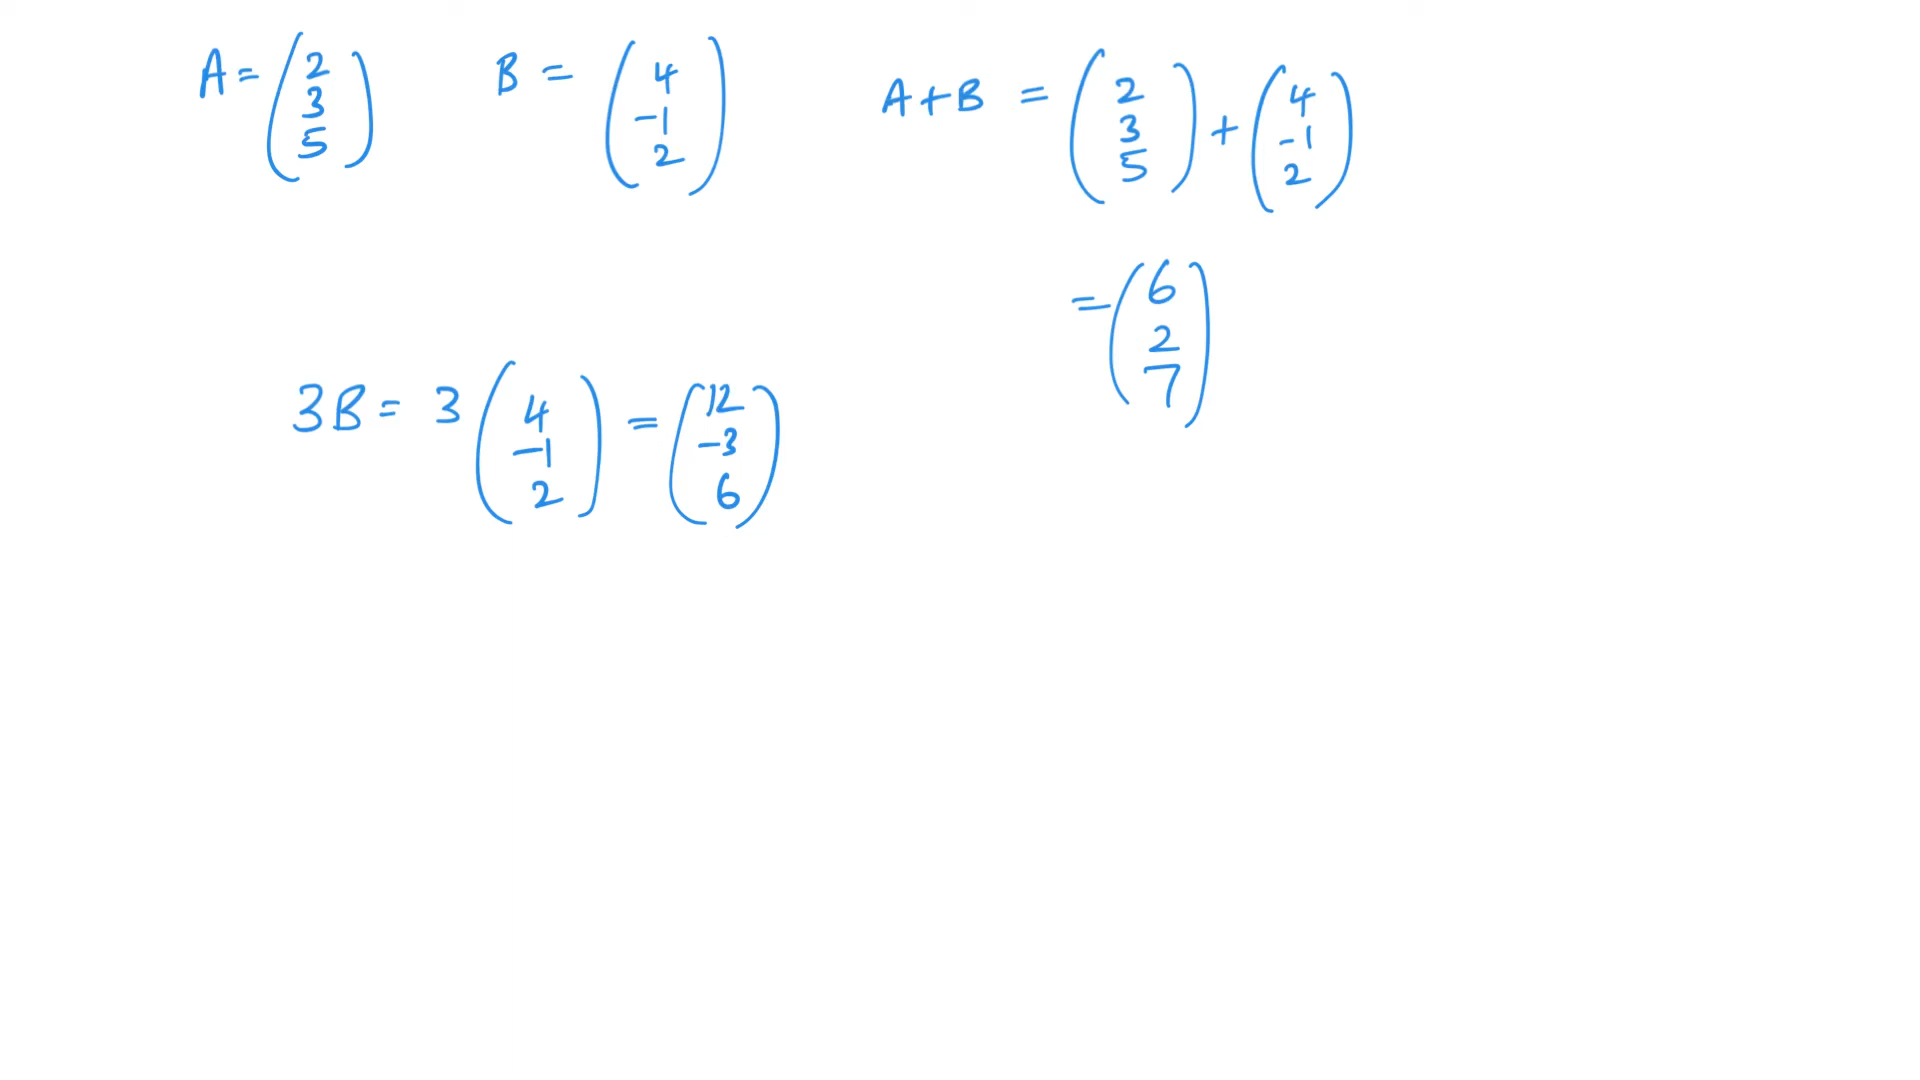 A = (2 3 5)
B = (4 -1 2)
A+B = (2 3 5) + (4 -1 2)
= (6 2 7)
3B = 3 (4 -1 2) = (12 -3 6)